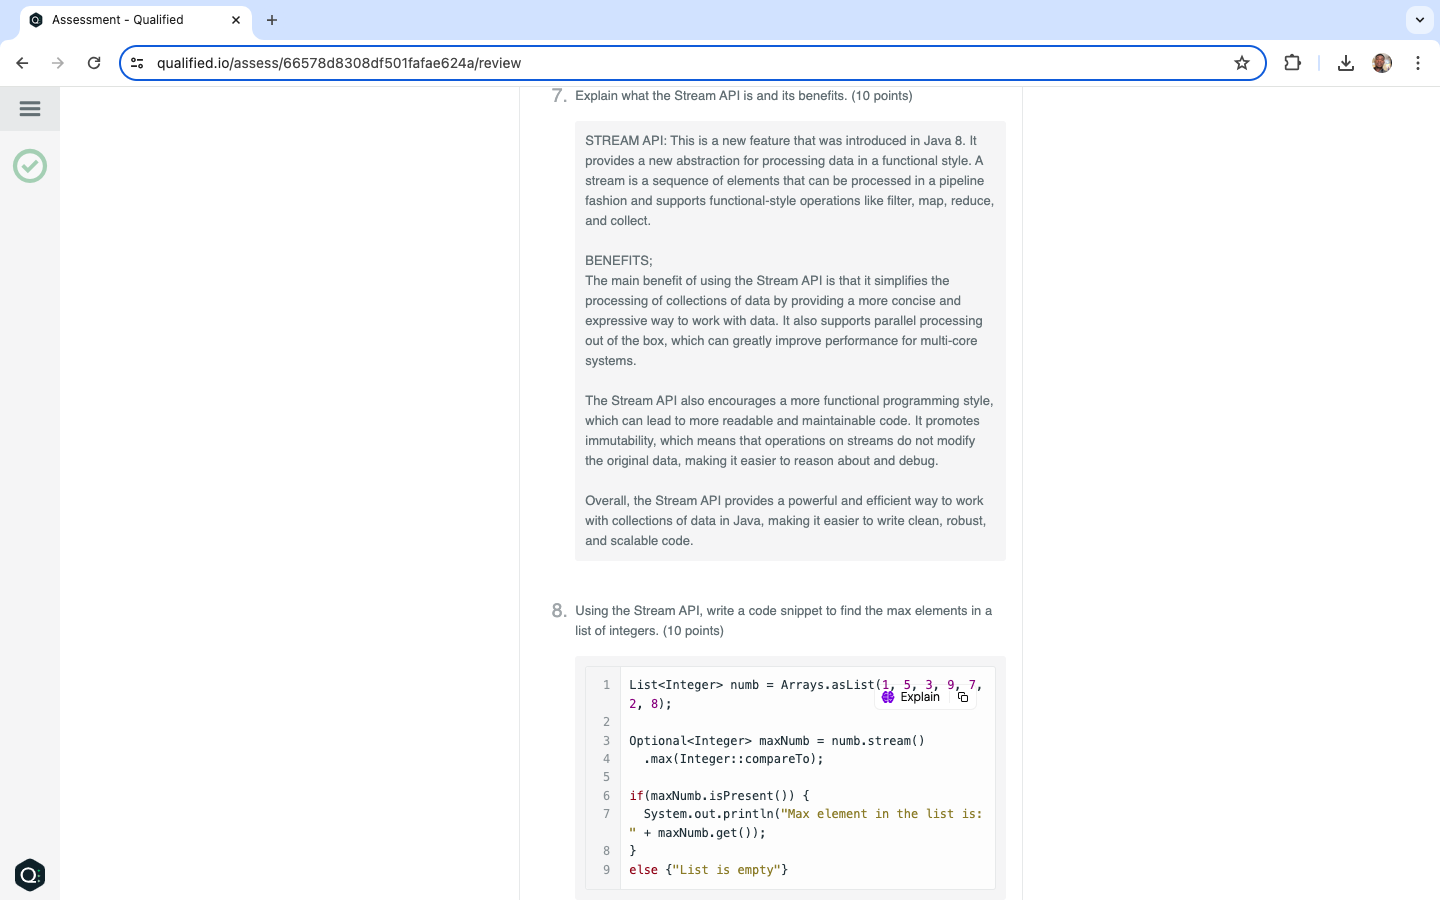 Assessment - Qualified
qualified.io/assess/66578d8308df501fafae624a/review
7. Explain what the Stream API is and its benefits. (10 points)
STREAM API: This is a new feature that was introduced in Java 8. It
provides a new abstraction for processing data in a functional style. A
stream is a sequence of elements that can be processed in a pipeline
fashion and supports functional-style operations like filter, map, reduce,
and collect.
BENEFITS;
The main benefit of using the Stream API is that it simplifies the
processing of collections of data by providing a more concise and
expressive way to work with data. It also supports parallel processing
out of the box, which can greatly improve performance for multi-core
systems.
The Stream API also encourages a more functional programming style,
which can lead to more readable and maintainable code. It promotes
immutability, which means that operations on streams do not modify
the original data, making it easier to reason about and debug.
Overall, the Stream API provides a powerful and efficient way to work
with collections of data in Java, making it easier to write clean, robust,
and scalable code.
8. Using the Stream API, write a code snippet to find the max elements in a
list of integers. (10 points)
1 List<Integer> numb = Arrays.asList(1, 5, 3, 9, 7,
Explain
2, 8);
2
3 Optional<Integer> maxNumb = numb.stream()
4 .max(Integer::compareTo);
5
6 if(maxNumb.isPresent()) {
7 System.out.println("Max element in the list is:
" + maxNumb.get());
8 }
9 else {"List is empty"}